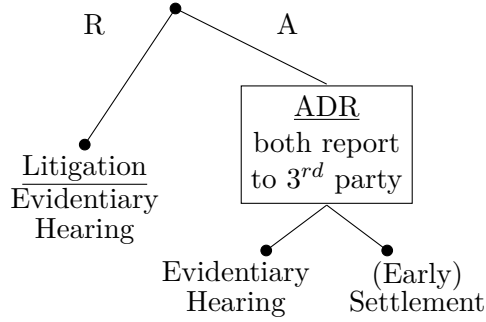 R
A
ADR
both report
to 3rd party
Litigation
Evidentiary
Hearing
Evidentiary
Hearing
(Early)
Settlement